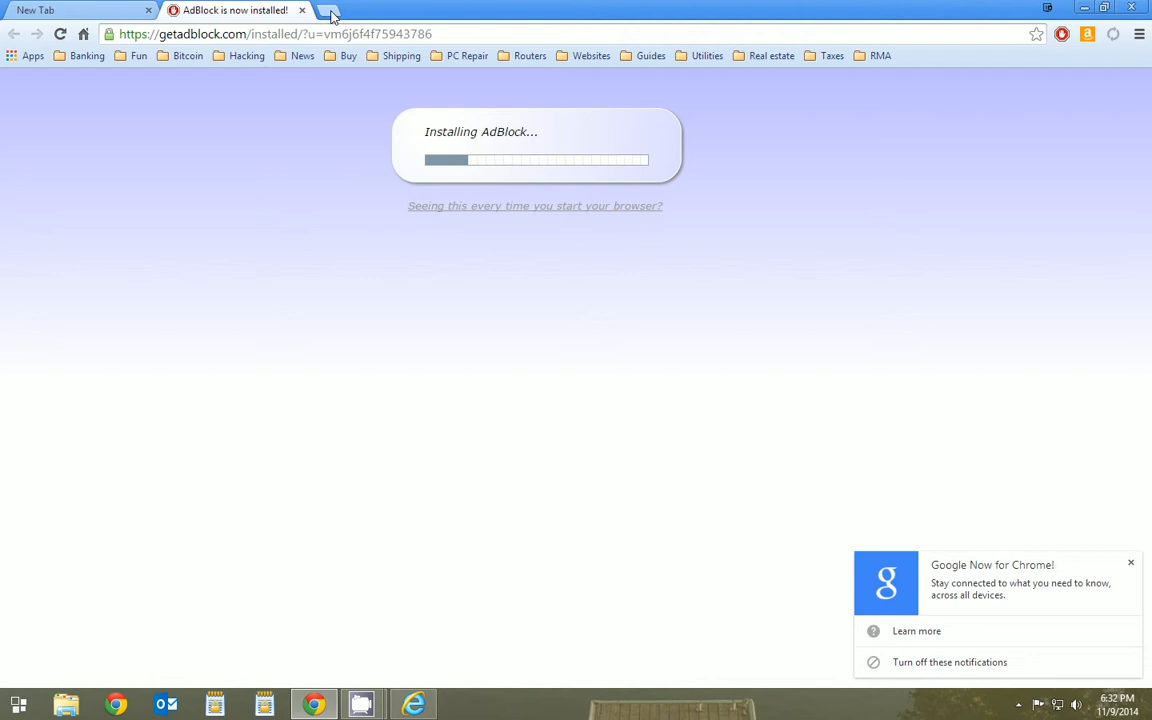 New Tab
AdBlock is now installed!
https://getadblock.com/installed/?u=vm6j6f4f75943786
Apps Banking Fun Bitcoin Hacking News Buy Shipping PC Repair Routers Websites Guides Utilities Real estate Taxes RMA
Installing AdBlock...
Seeing this every time you start your browser?
g
Google Now for Chrome!
Stay connected to what you need to know,
across all devices.
Learn more
Turn off these notifications
6:32 PM
11/9/2014